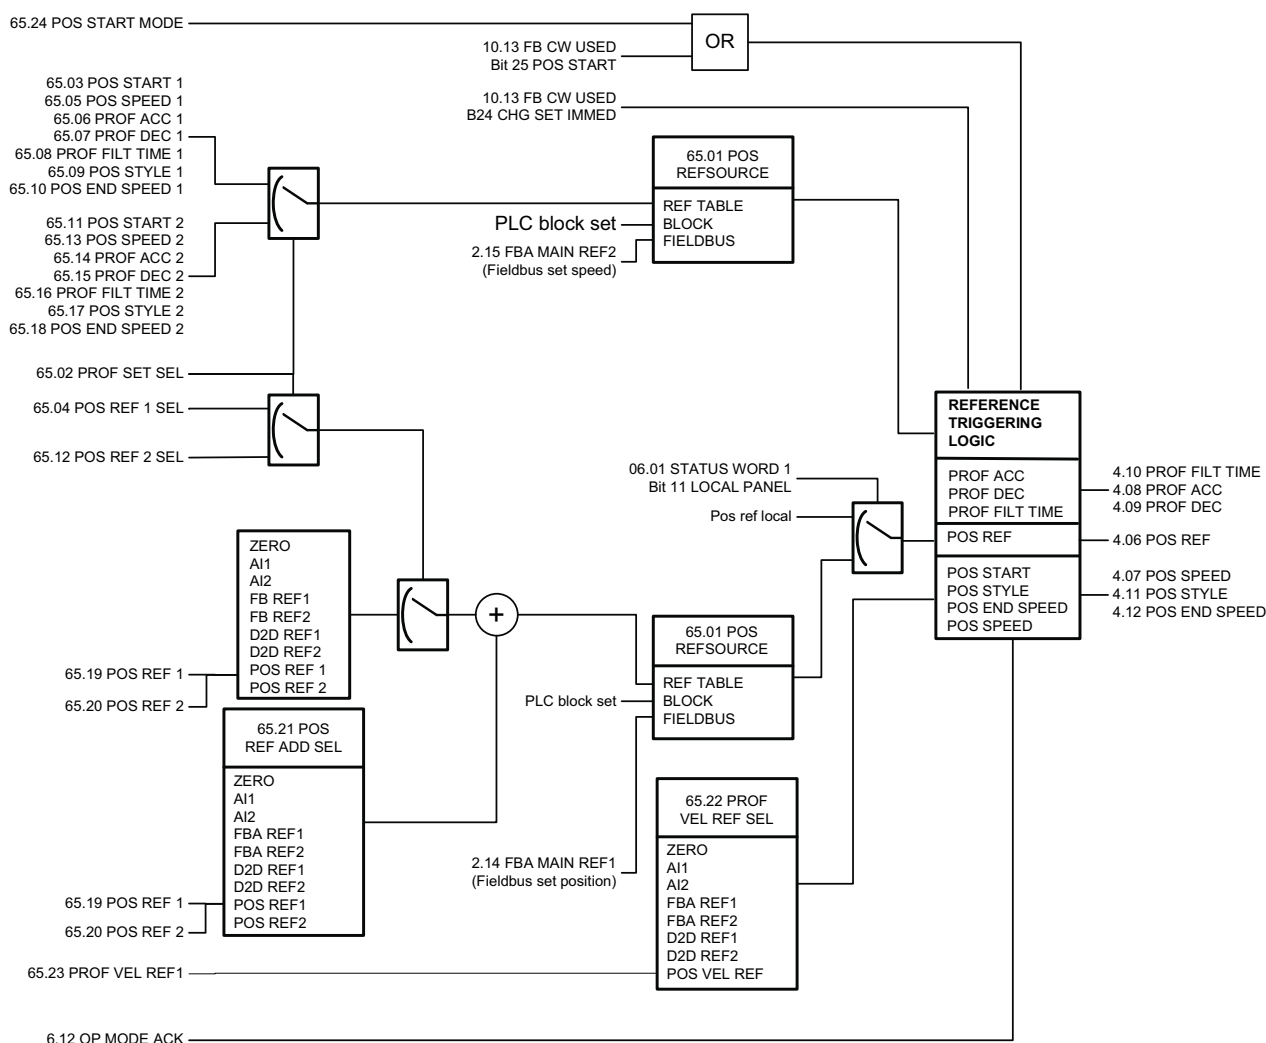 65.24 POS START MODE
10.13 FB CW USED
Bit 25 POS START
OR
65.03 POS START 1
65.05 POS SPEED 1
65.06 PROF ACC 1
65.07 PROF DEC 1
65.08 PROF FILT TIME 1
65.09 POS STYLE 1
65.10 POS END SPEED 1
10.13 FB CW USED
B24 CHG SET IMMED
65.11 POS START 2
65.13 POS SPEED 2
65.14 PROF ACC 2
65.15 PROF DEC 2
65.16 PROF FILT TIME 2
65.17 POS STYLE 2
65.18 POS END SPEED 2
65.01 POS
REFSOURCE
REF TABLE
BLOCK
FIELDBUS
PLC block set
2.15 FBA MAIN REF2
(Fieldbus set speed)
65.02 PROF SET SEL
65.04 POS REF 1 SEL
65.12 POS REF 2 SEL
06.01 STATUS WORD 1
Bit 11 LOCAL PANEL
Pos ref local
REFERENCE
TRIGGERING
LOGIC
PROF ACC
PROF DEC
PROF FILT TIME
POS REF
POS START
POS STYLE
POS END SPEED
POS SPEED
4.10 PROF FILT TIME
4.08 PROF ACC
4.09 PROF DEC
4.06 POS REF
4.07 POS SPEED
4.11 POS STYLE
4.12 POS END SPEED
ZERO
AI1
AI2
FB REF1
FB REF2
D2D REF1
D2D REF2
POS REF 1
POS REF 2
65.19 POS REF 1
65.20 POS REF 2
+
65.01 POS
REFSOURCE
REF TABLE
BLOCK
FIELDBUS
PLC block set
65.21 POS
REF ADD SEL
ZERO
AI1
AI2
FBA REF1
FBA REF2
D2D REF1
D2D REF2
POS REF1
POS REF2
65.19 POS REF 1
65.20 POS REF 2
2.14 FBA MAIN REF1
(Fieldbus set position)
65.22 PROF
VEL REF SEL
ZERO
AI1
AI2
FBA REF1
FBA REF2
D2D REF1
D2D REF2
POS VEL REF
65.23 PROF VEL REF1
6.12 OP MODE ACK